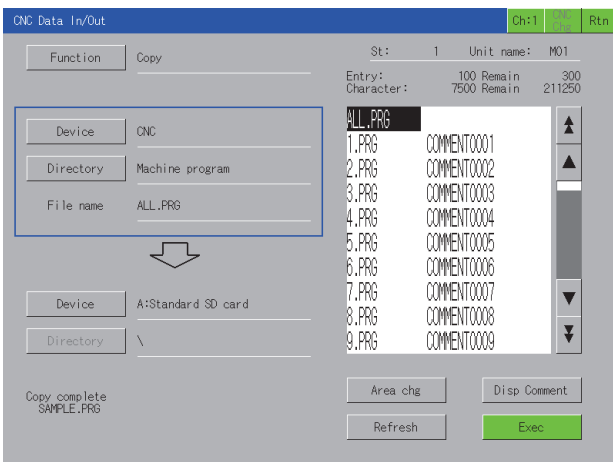 CNC Data In/Out Ch:1 CNC Chg Rtn
Function Copy
St: 1 Unit name: M01
Entry: 100 Remain 300
Character: 7500 Remain 211250
Device CNC
Directory Machine program
File name ALL.PRG
Device A:Standard SD card
Directory \
Copy complete
SAMPLE.PRG
ALL.PRG
1.PRG COMMENT0001
2.PRG COMMENT0002
3.PRG COMMENT0003
4.PRG COMMENT0004
5.PRG COMMENT0005
6.PRG COMMENT0006
7.PRG COMMENT0007
8.PRG COMMENT0008
9.PRG COMMENT0009
Area chg Disp Comment
Refresh Exec